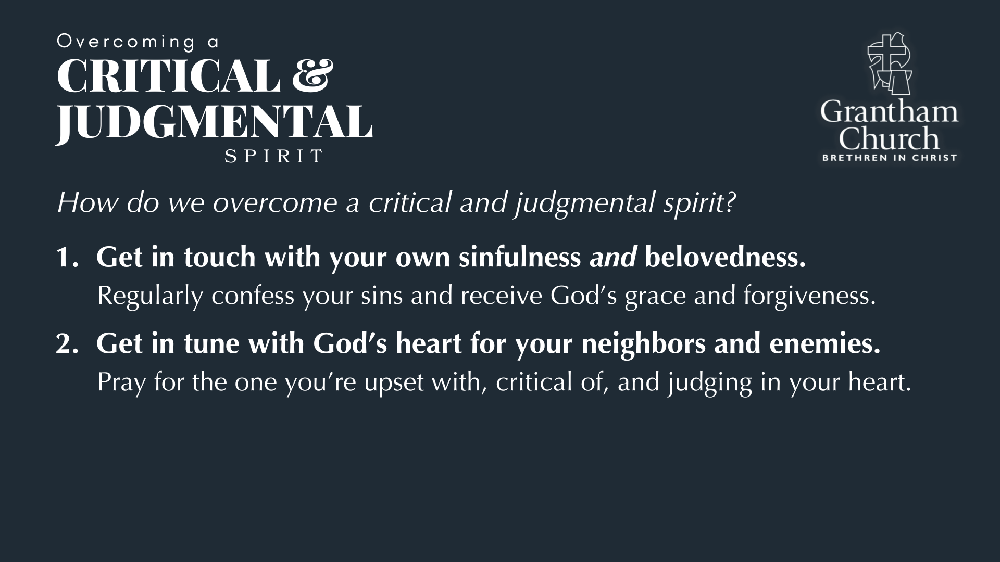 Overcoming a
CRITICAL &
JUDGMENTAL
SPIRIT
Grantham
Church
BRETHREN IN CHRIST
How do we overcome a critical and judgmental spirit?
1. Get in touch with your own sinfulness and belovedness.
Regularly confess your sins and receive God’s grace and forgiveness.
2. Get in tune with God’s heart for your neighbors and enemies.
Pray for the one you’re upset with, critical of, and judging in your heart.